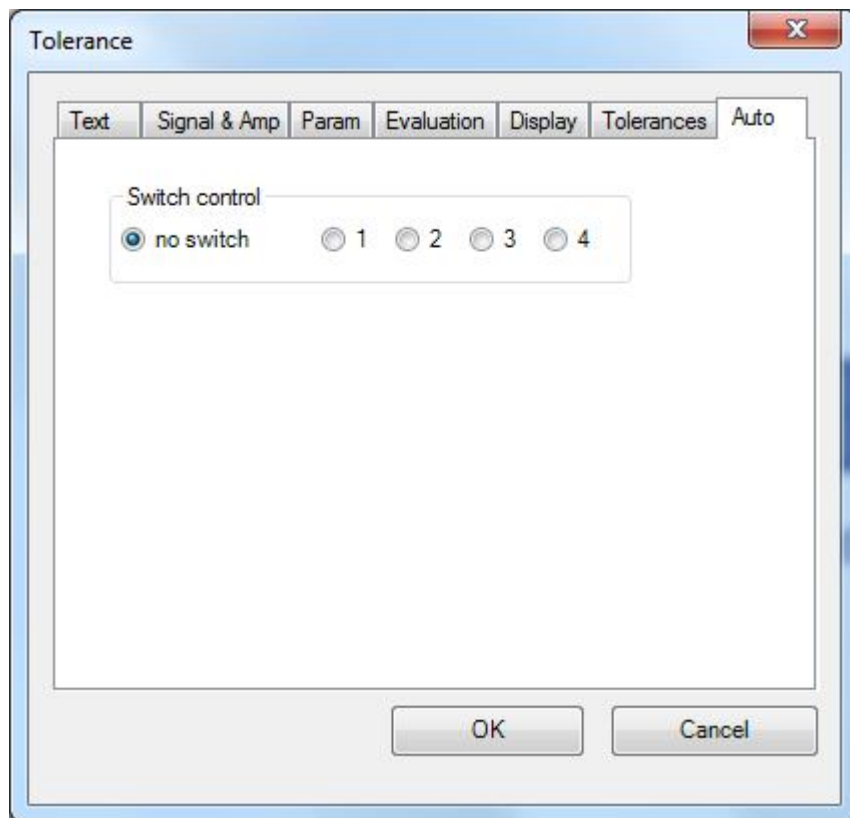 Tolerance
Text Signal & Amp Param Evaluation Display Tolerances Auto
Switch control
no switch 1 2 3 4
OK Cancel